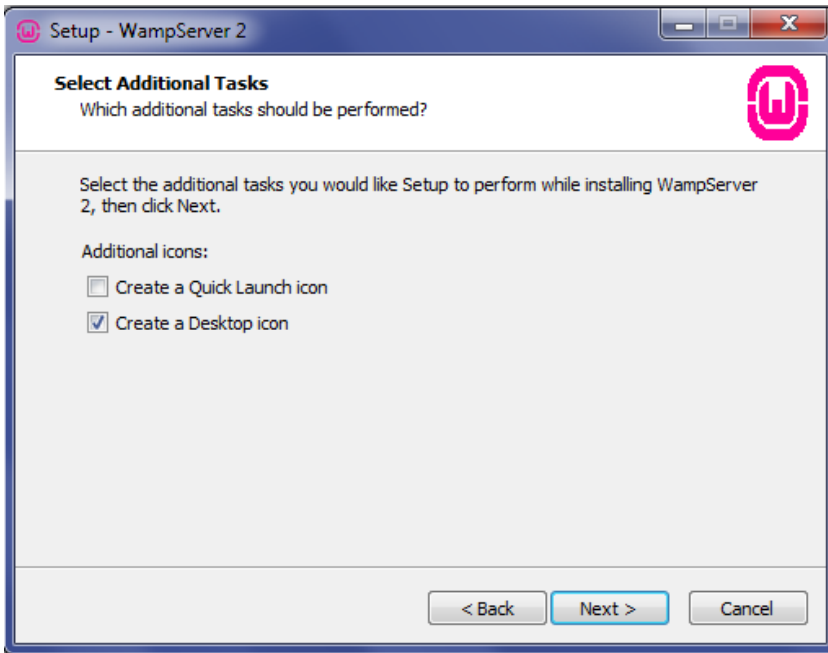 Setup - WampServer 2
Select Additional Tasks
Which additional tasks should be performed?
Select the additional tasks you would like Setup to perform while installing WampServer
2, then click Next.
Additional icons:
Create a Quick Launch icon
Create a Desktop icon
< Back
Next >
Cancel